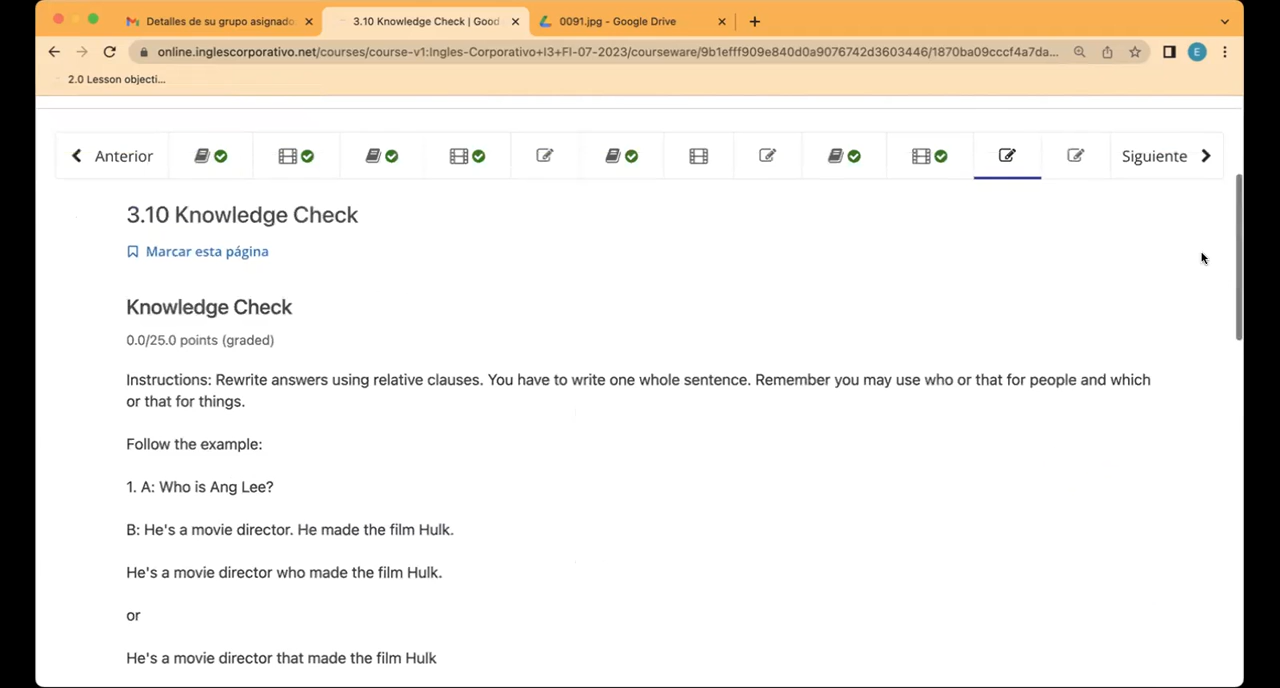 Detalles de su grupo asignado
3.10 Knowledge Check | Good
0091.jpg - Google Drive
online.inglescorporativo.net/courses/course-v1:Ingles-Corporativo+I3+FI-07-2023/courseware/9b1efff909e840d0a9076742d3603446/1870ba09cccf4a7da...
E
2.0 Lesson objecti...
Anterior
Siguiente
3.10 Knowledge Check
Marcar esta página
Knowledge Check
0.0/25.0 points (graded)
Instructions: Rewrite answers using relative clauses. You have to write one whole sentence. Remember you may use who or that for people and which
or that for things.
Follow the example:
1. A: Who is Ang Lee?
B: He's a movie director. He made the film Hulk.
He's a movie director who made the film Hulk.
or
He's a movie director that made the film Hulk